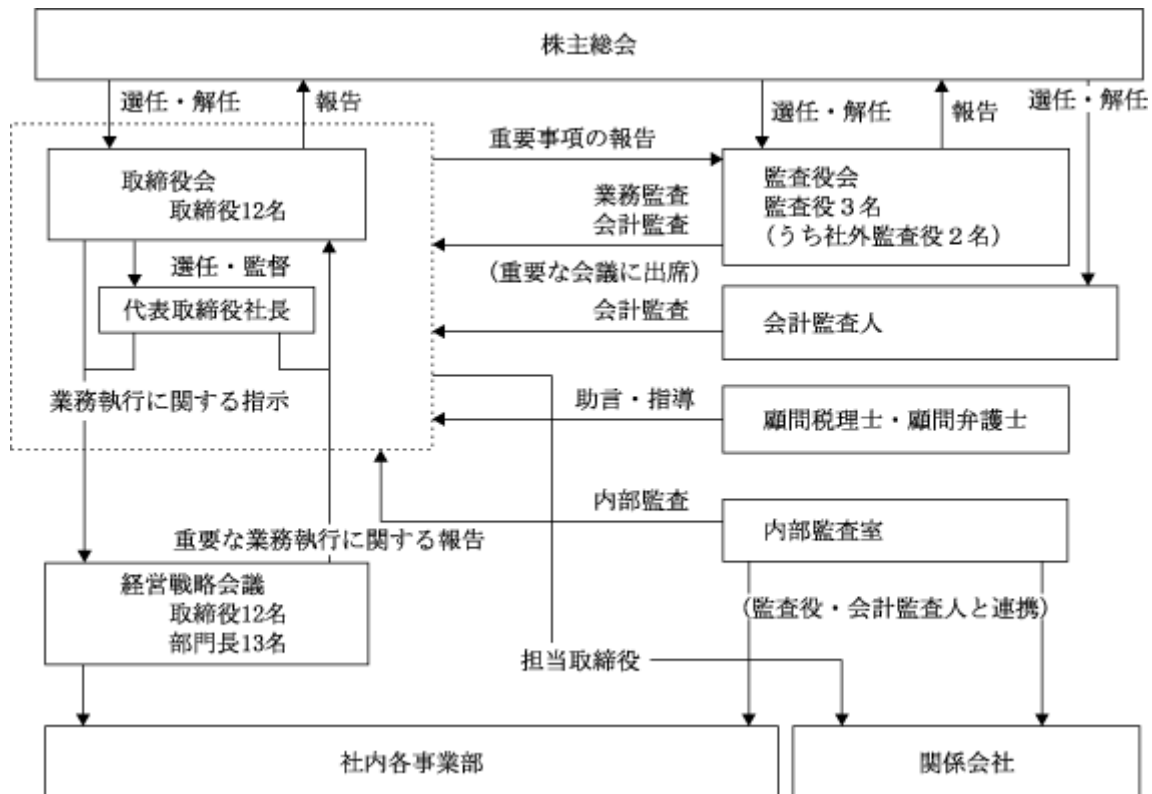 株主総会
選任・解任
報告
選任・解任
報告
選任・解任
重要事項の報告
取締役会
取締役12名
監査役会
監査役3名
(うち社外監査役2名)
業務監査
会計監査
(重要な会議に出席)
選任・監督
代表取締役社長
会計監査
会計監査人
業務執行に関する指示
助言・指導
顧問税理士・顧問弁護士
内部監査
内部監査室
重要な業務執行に関する報告
経営戦略会議
取締役12名
部門長13名
(監査役・会計監査人と連携)
担当取締役
社内各事業部
関係会社